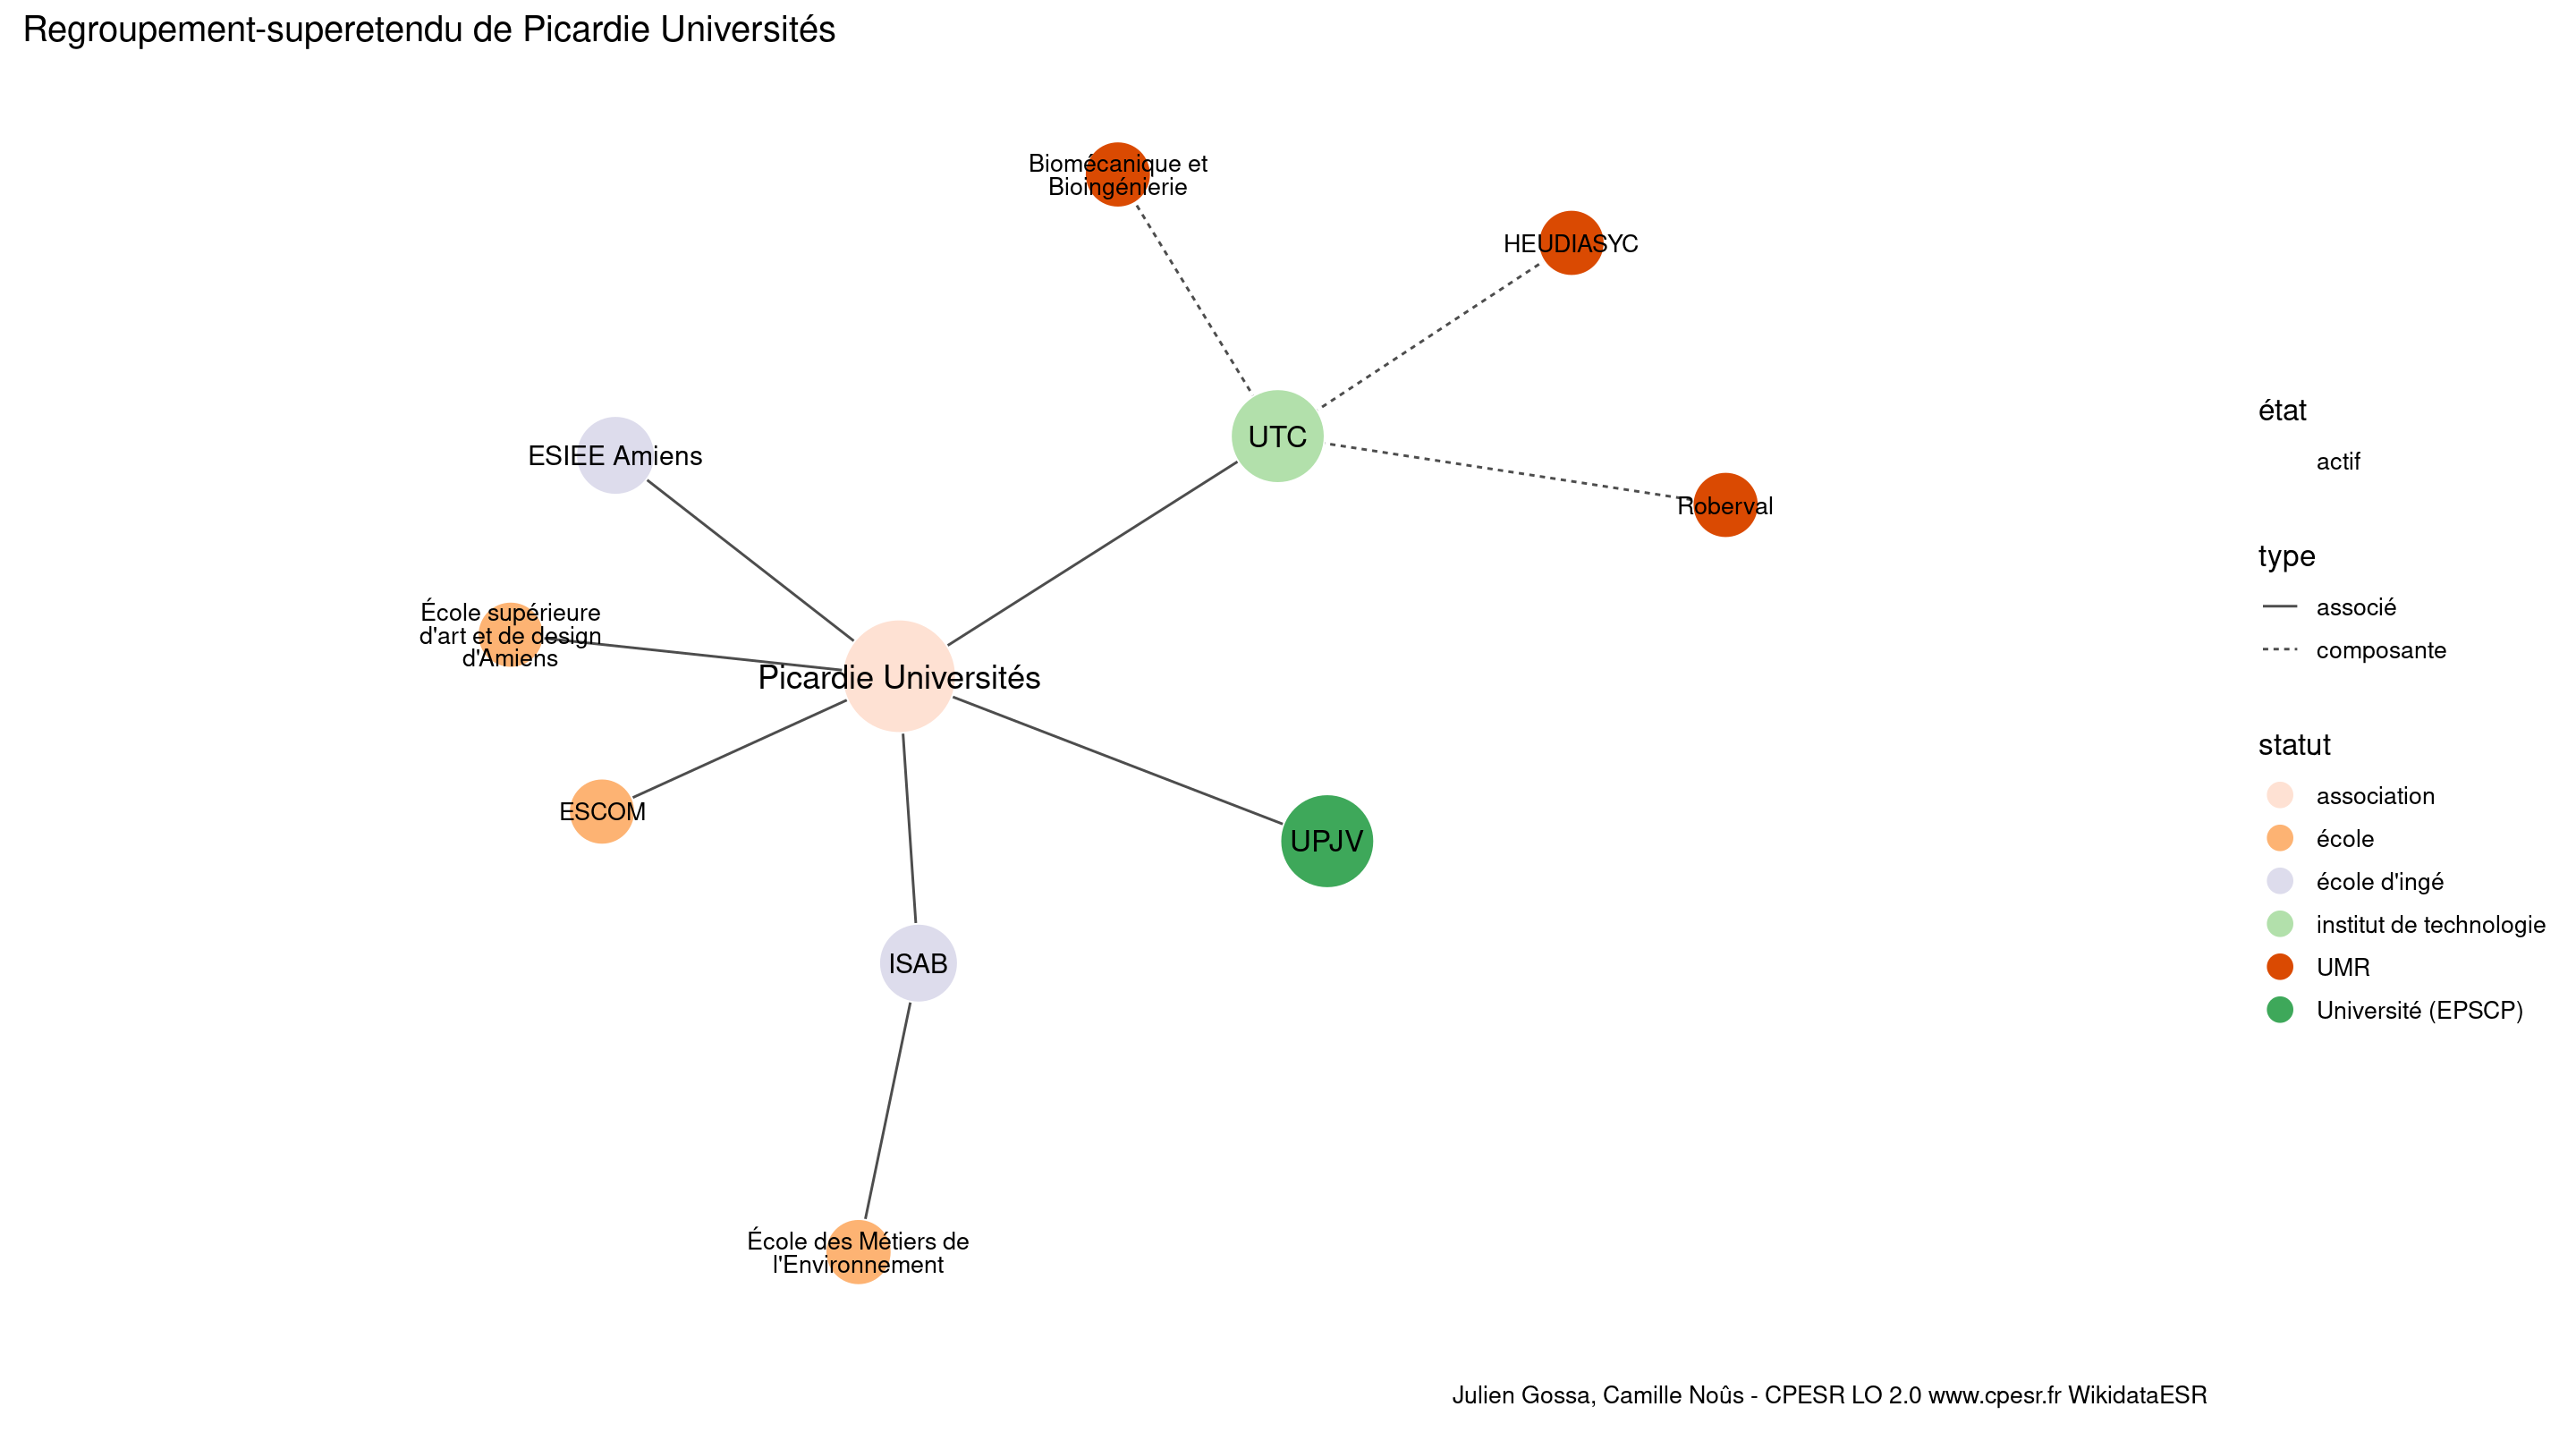 Regroupement-superetendu de Picardie Universités
Biomécanique et
Bioingénierie
HEUDIASYC
UTC
ESIEE Amiens
Roberval
École supérieure
d'art et de design
d'Amiens
Picardie Universités
ESCOM
UPJV
ISAB
École des Métiers de
l'Environnement
état
actif
type
associé
composante
statut
association
école
école d'ingé
institut de technologie
UMR
Université (EPSCP)
Julien Gossa, Camille Noûs - CPESR LO 2.0 www.cpesr.fr WikidataESR